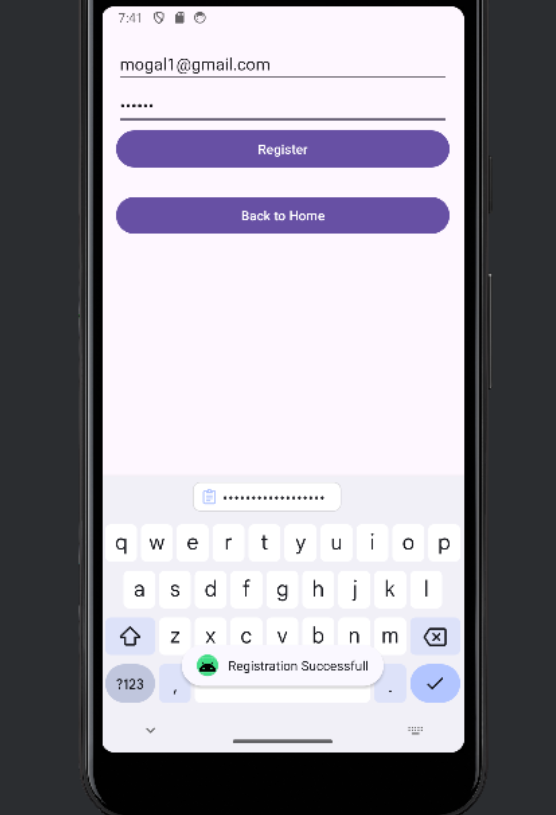 7:41
mogal1@gmail.com
••••••
Register
Back to Home
••••••••••••••••••
q w e r t y u i o p
a s d f g h j k l
z x c v b n m
Registration Successfull
?123 , .